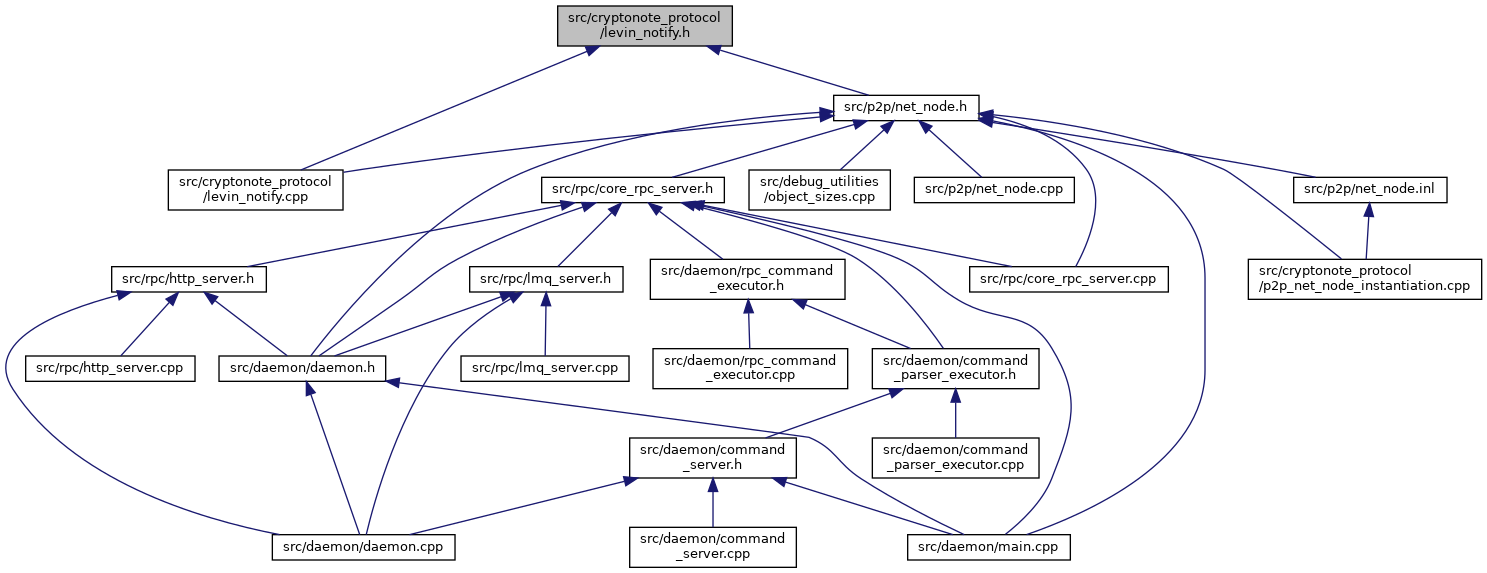 src/cryptonote_protocol
/levin_notify.h
src/p2p/net_node.h
src/cryptonote_protocol
/levin_notify.cpp
src/rpc/core_rpc_server.h
src/debug_utilities
/object_sizes.cpp
src/p2p/net_node.cpp
src/p2p/net_node.inl
src/rpc/http_server.h
src/rpc/lmq_server.h
src/daemon/rpc_command
_executor.h
src/rpc/core_rpc_server.cpp
src/cryptonote_protocol
/p2p_net_node_instantiation.cpp
src/rpc/http_server.cpp
src/daemon/daemon.h
src/rpc/lmq_server.cpp
src/daemon/rpc_command
_executor.cpp
src/daemon/command
_parser_executor.h
src/daemon/command
_server.h
src/daemon/command
_parser_executor.cpp
src/daemon/daemon.cpp
src/daemon/command
_server.cpp
src/daemon/main.cpp